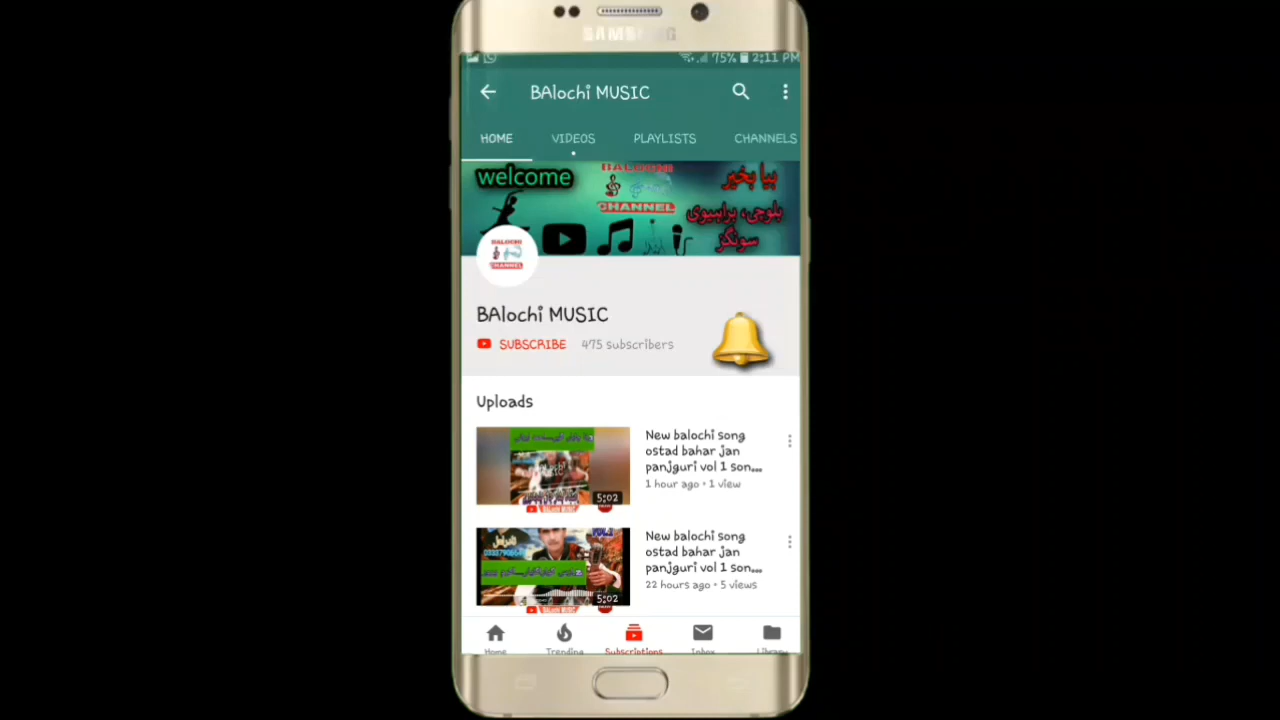 SAMSUNG
75% 2:11 PM
BAlochi MUSIC
HOME VIDEOS PLAYLISTS CHANNELS
welcome
BALOCHI
CHANNEL
بیا بخیر
بلوچی، براہیوی
سونگز
BALOCHI
CHANNEL
BAlochi MUSIC
SUBSCRIBE 475 subscribers
Uploads
New balochi song
ostad bahar jan
panjguri vol 1 son...
1 hour ago • 1 view
5:02
New balochi song
ostad bahar jan
panjguri vol 1 son...
22 hours ago • 5 views
5:02
Home Trending Subscriptions Inbox Library